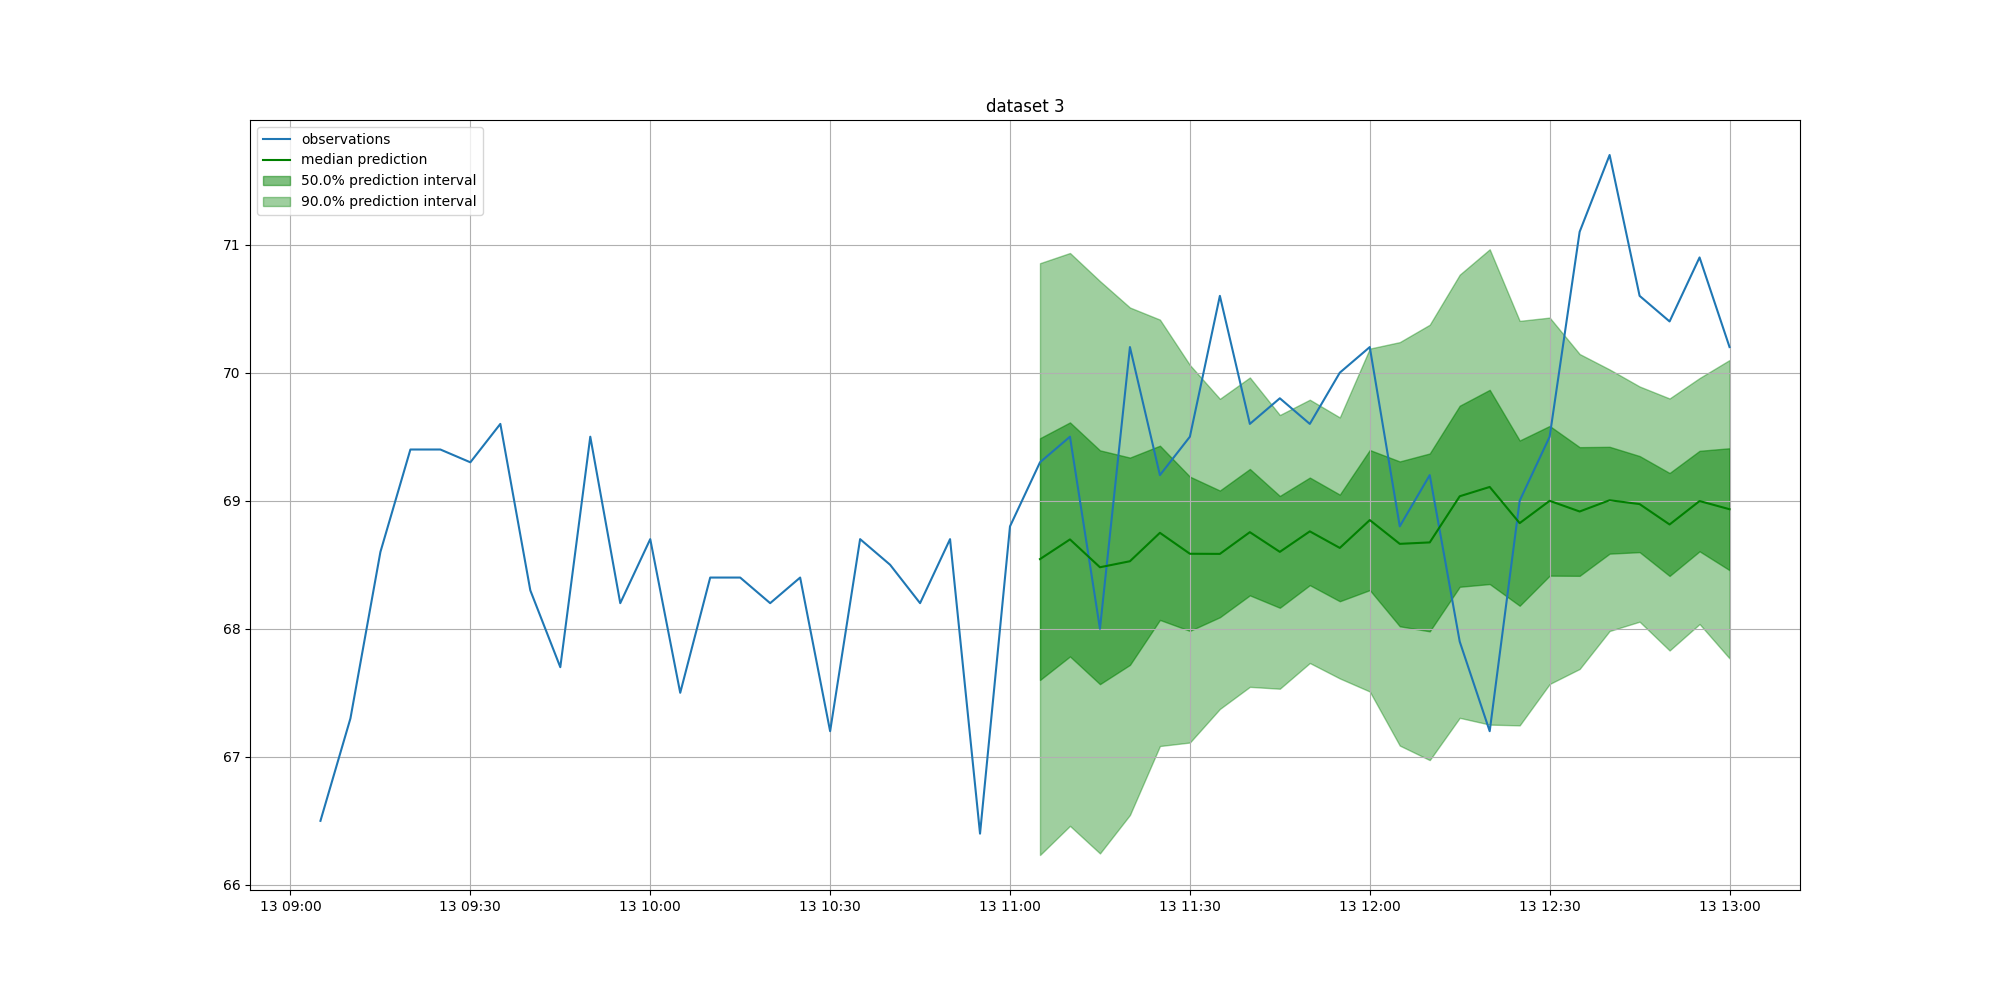 dataset 3
observations
median prediction
50.0% prediction interval
90.0% prediction interval
71
70
69
68
67
66
13 09:00 13 09:30 13 10:00 13 10:30 13 11:00 13 11:30 13 12:00 13 12:30 13 13:00